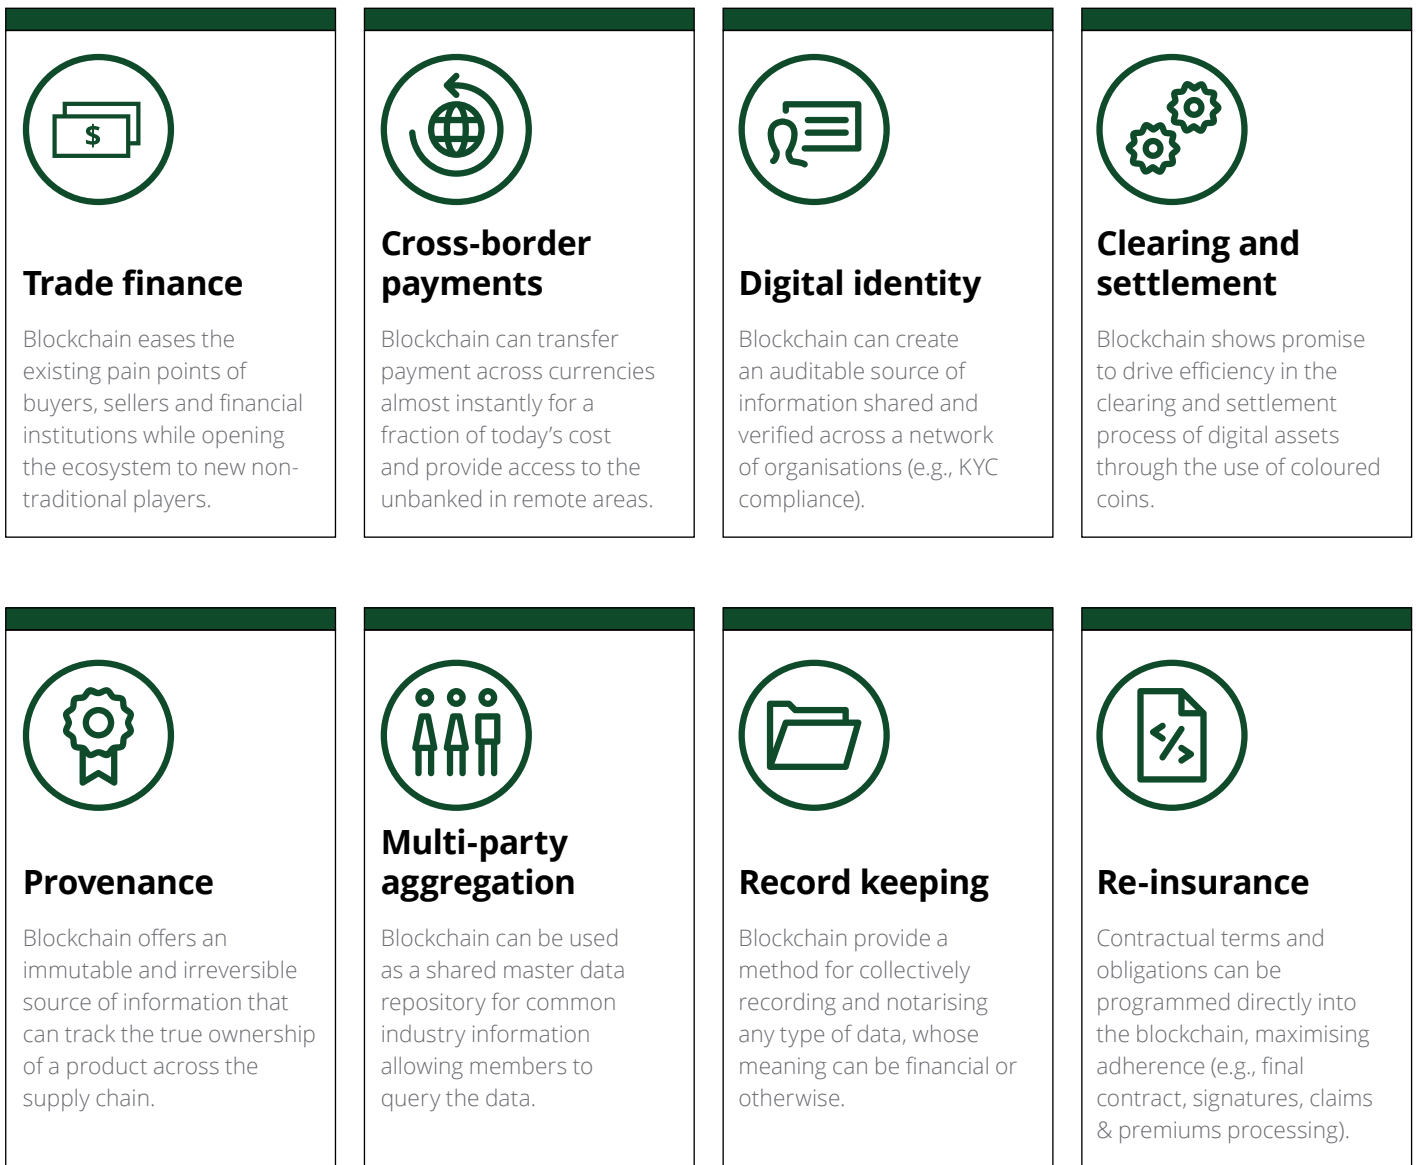 $
Trade finance
Blockchain eases the
existing pain points of
buyers, sellers and financial
institutions while opening
the ecosystem to new non-
traditional players.
Cross-border
payments
Blockchain can transfer
payment across currencies
almost instantly for a
fraction of today’s cost
and provide access to the
unbanked in remote areas.
Digital identity
Blockchain can create
an auditable source of
information shared and
verified across a network
of organisations (e.g., KYC
compliance).
Clearing and
settlement
Blockchain shows promise
to drive efficiency in the
clearing and settlement
process of digital assets
through the use of coloured
coins.
Provenance
Blockchain offers an
immutable and irreversible
source of information that
can track the true ownership
of a product across the
supply chain.
Multi-party
aggregation
Blockchain can be used
as a shared master data
repository for common
industry information
allowing members to
query the data.
Record keeping
Blockchain provide a
method for collectively
recording and notarising
any type of data, whose
meaning can be financial or
otherwise.
</>
Re-insurance
Contractual terms and
obligations can be
programmed directly into
the blockchain, maximising
adherence (e.g., final
contract, signatures, claims
& premiums processing).